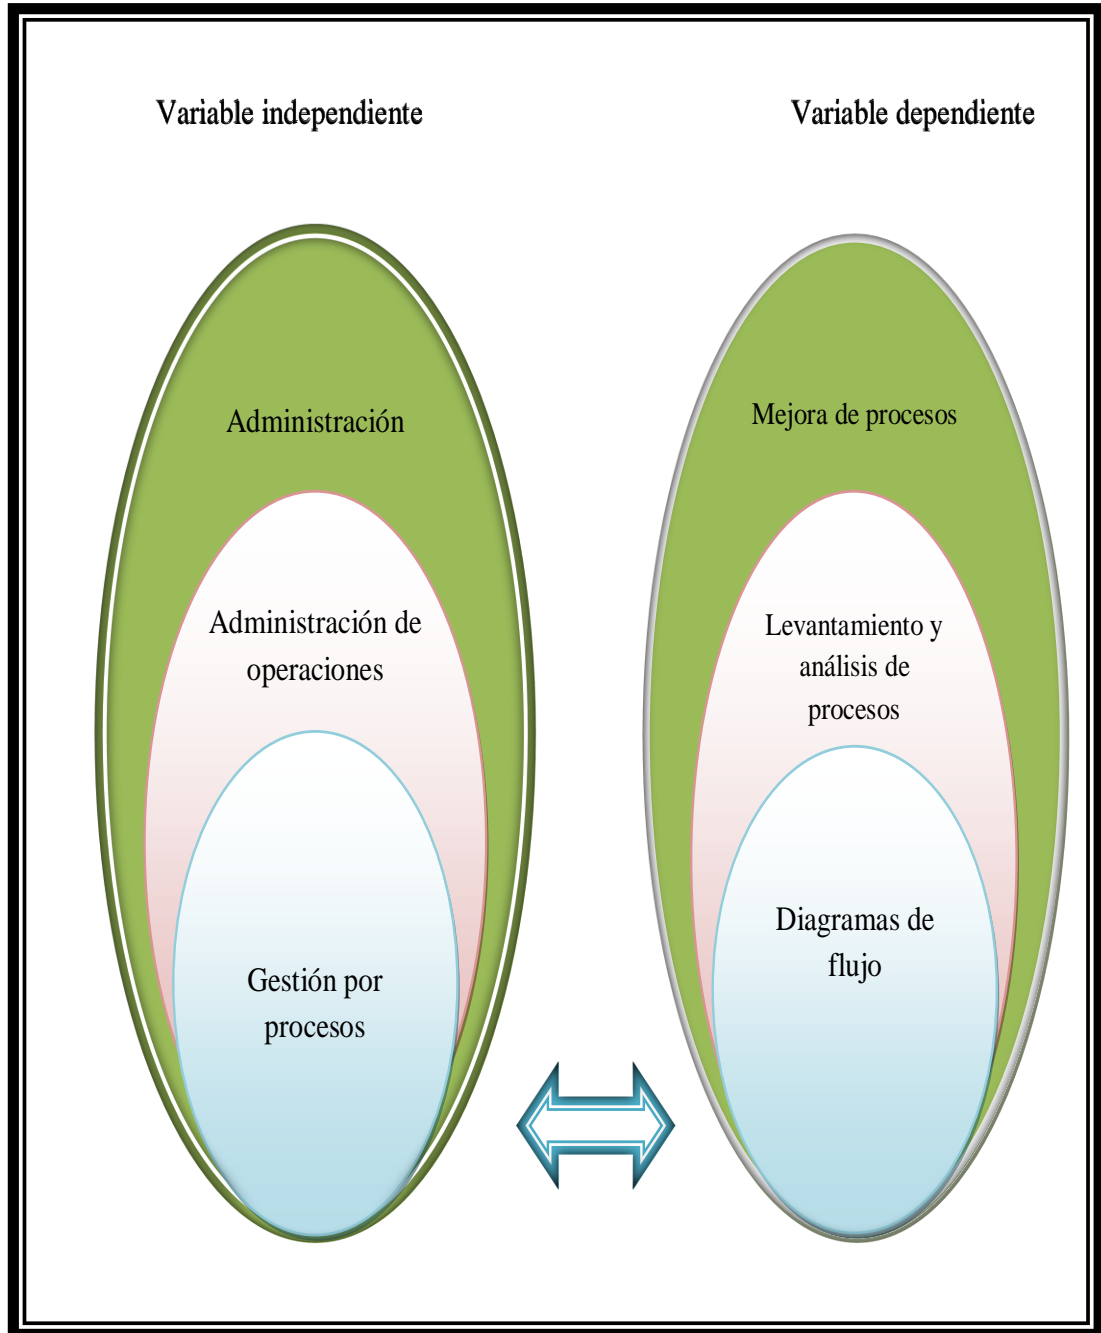 Variable independiente
Variable dependiente
Administración
Administración de
operaciones
Gestión por
procesos
Mejora de procesos
Levantamiento y
análisis de
procesos
Diagramas de
flujo